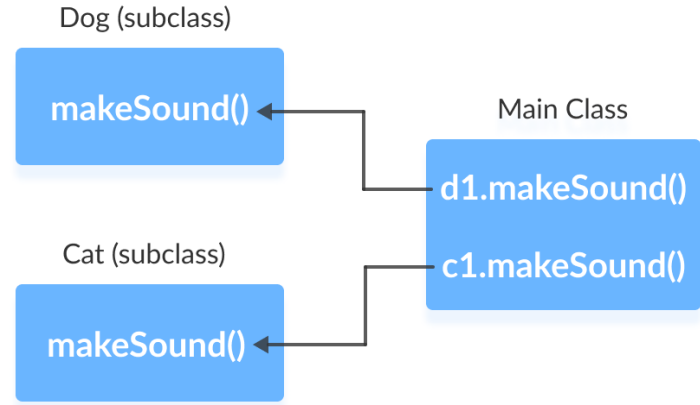 Dog (subclass)
makeSound()
Main Class
d1.makeSound()
c1.makeSound()
Cat (subclass)
makeSound()